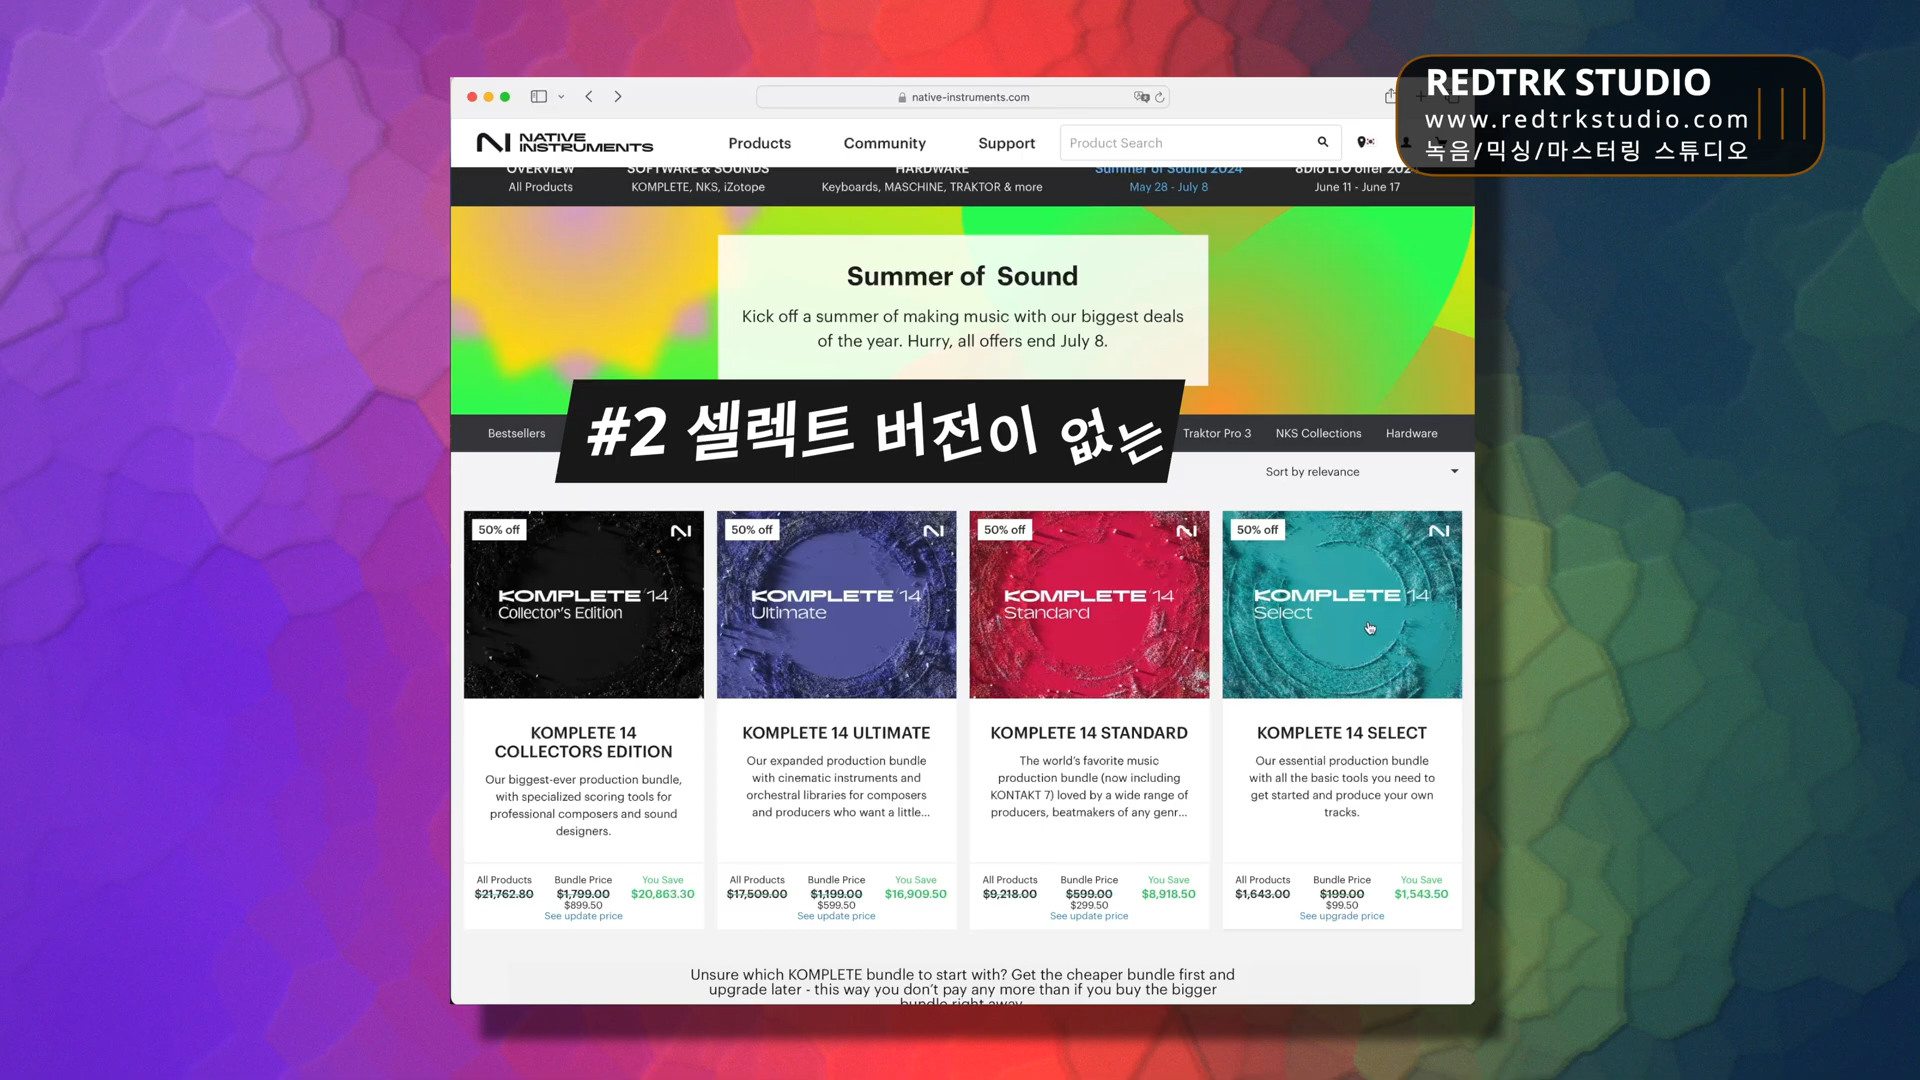 REDTRK STUDIO
www.redtrkstudio.com
녹음/믹싱/마스터링 스튜디오
native-instruments.com
NATIVE INSTRUMENTS
Products
Community
Support
Product Search
OVERVIEW
All Products
SOFTWARE & SOUNDS
KOMPLETE, NKS, iZotope
HARDWARE
Keyboards, MASCHINE, TRAKTOR & more
Summer of Sound 2024
May 28 - July 8
8Dio LTO offer 202
June 11 - June 17
Summer of Sound
Kick off a summer of making music with our biggest deals
of the year. Hurry, all offers end July 8.
#2 셀렉트 버전이 없는
Bestsellers
Traktor Pro 3
NKS Collections
Hardware
Sort by relevance
50% off
KOMPLETE 14
Collector's Edition
50% off
KOMPLETE 14
Ultimate
50% off
KOMPLETE 14
Standard
50% off
KOMPLETE 14
Select
KOMPLETE 14
COLLECTORS EDITION
Our biggest-ever production bundle,
with specialized scoring tools for
professional composers and sound
designers.
All Products
$21,762.80
Bundle Price
$1,799.00
$899.50
You Save
$20,863.30
See update price
KOMPLETE 14 ULTIMATE
Our expanded production bundle
with cinematic instruments and
orchestral libraries for composers
and producers who want a little...
All Products
$17,509.00
Bundle Price
$1,199.00
$599.50
You Save
$16,909.50
See update price
KOMPLETE 14 STANDARD
The world's favorite music
production bundle (now including
KONTAKT 7) loved by a wide range of
producers, beatmakers of any genr...
All Products
$9,218.00
Bundle Price
$599.00
$299.50
You Save
$8,918.50
See update price
KOMPLETE 14 SELECT
Our essential production bundle
with all the basic tools you need to
get started and produce your own
tracks.
All Products
$1,643.00
Bundle Price
$199.00
$99.50
You Save
$1,543.50
See upgrade price
Unsure which KOMPLETE bundle to start with? Get the cheaper bundle first and
upgrade later - this way you don't pay any more than if you buy the bigger
bundle right away.